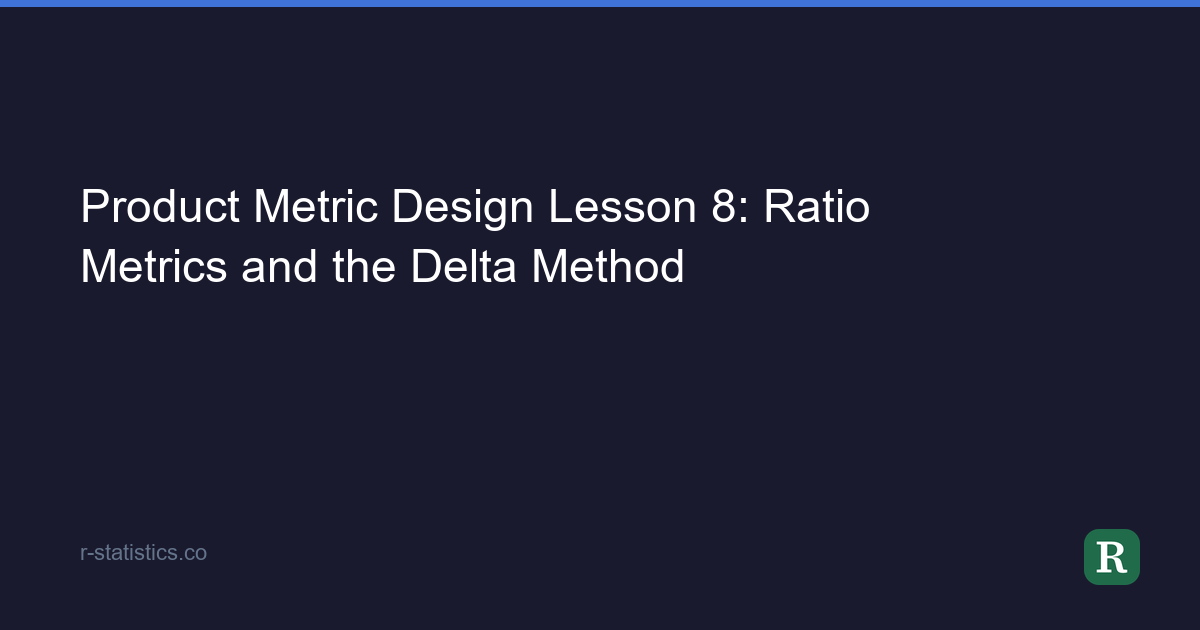 Product Metric Design Lesson 8: Ratio
Metrics and the Delta Method
r-statistics.co
R